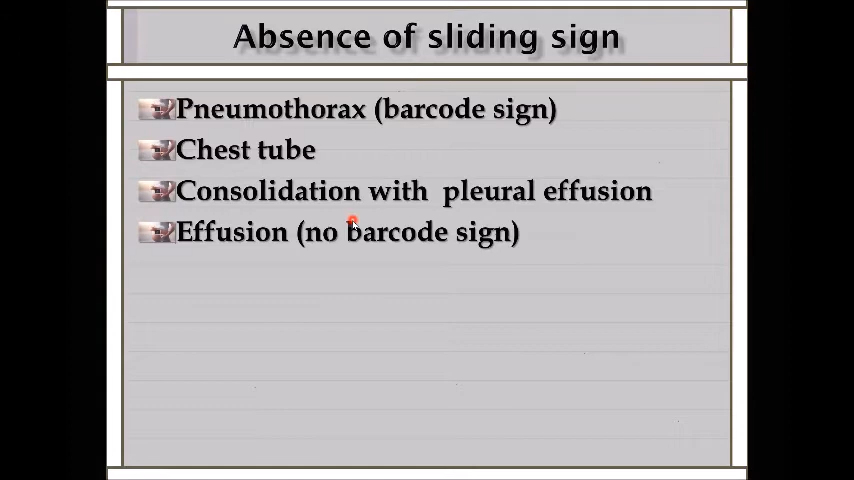 Absence of sliding sign
Pneumothorax (barcode sign)
Chest tube
Consolidation with pleural effusion
Effusion (no barcode sign)